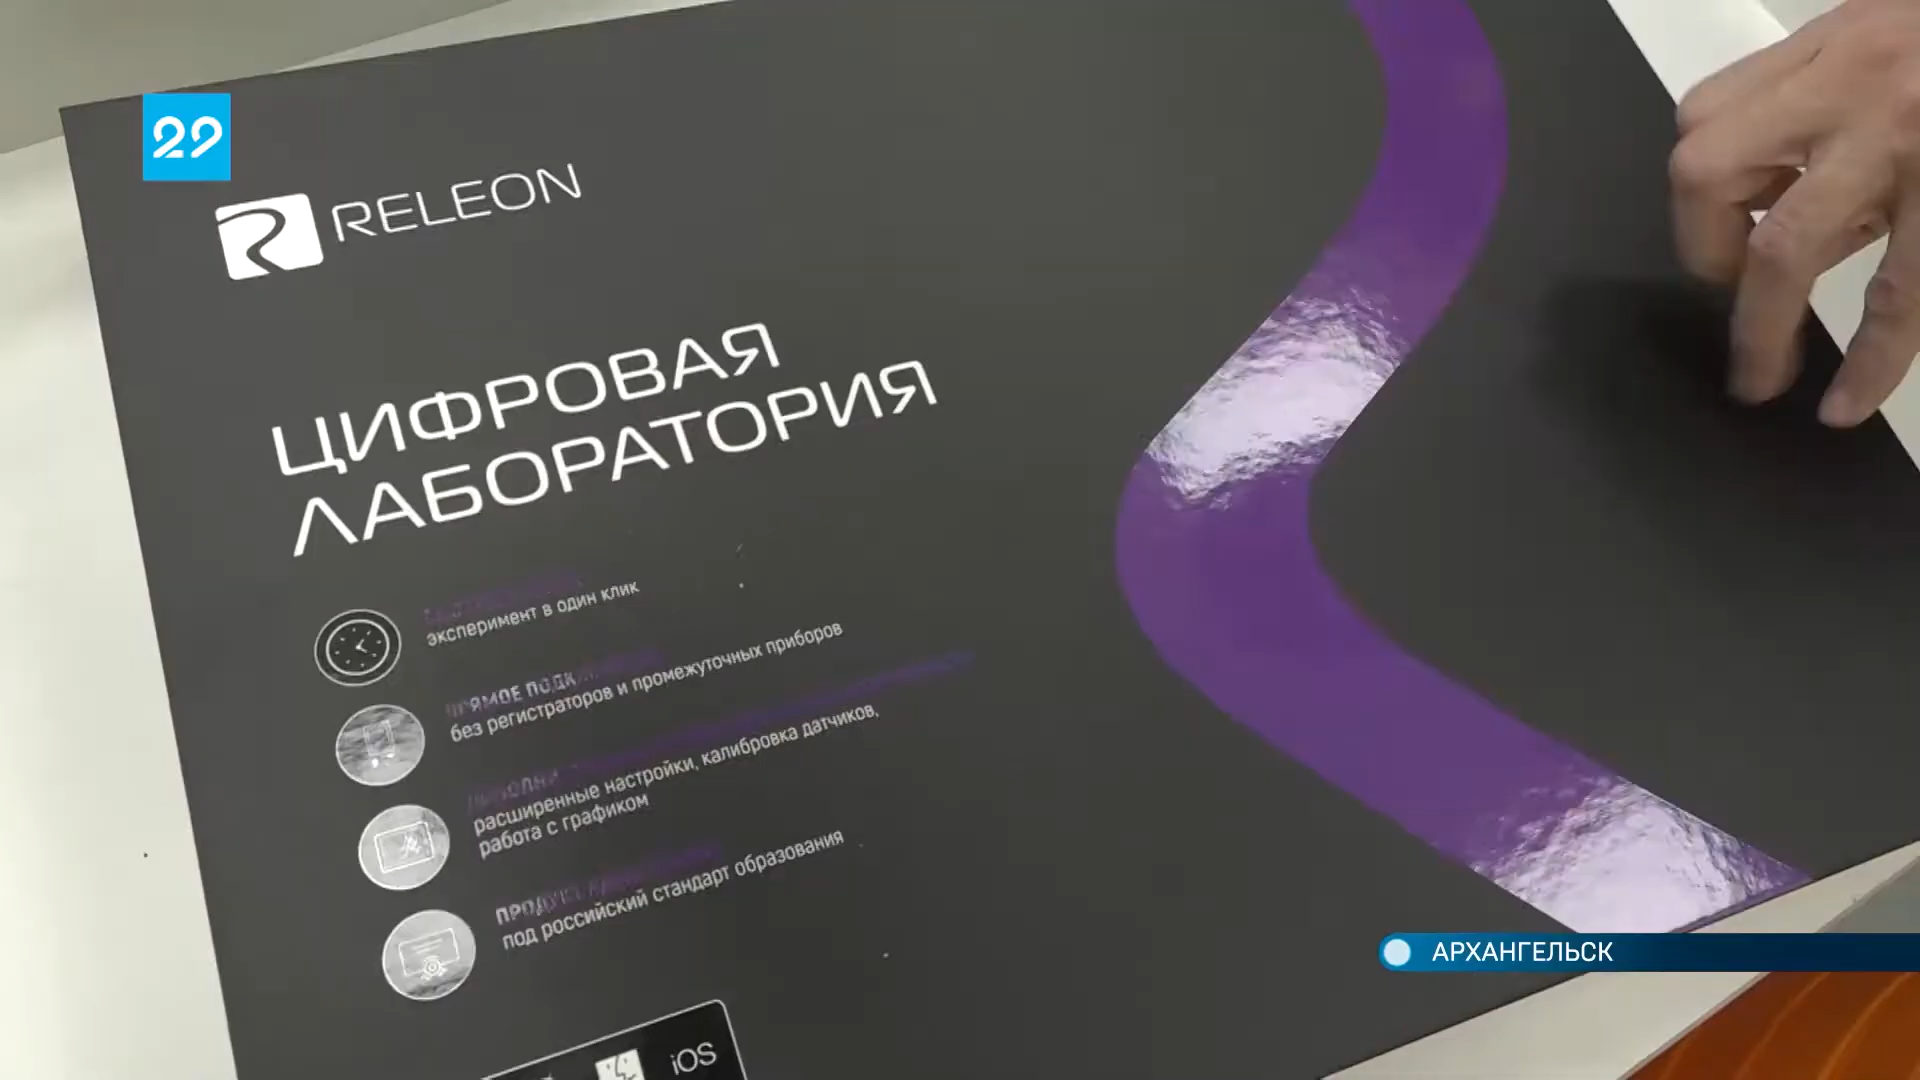 29
RELEON
ЦИФРОВАЯ
ЛАБОРАТОРИЯ
эксперимент в один клик
без регистраторов и промежуточных приборов
расширенные настройки, калибровка датчиков,
работа с графиком
под российский стандарт образования
iOS
АРХАНГЕЛЬСК